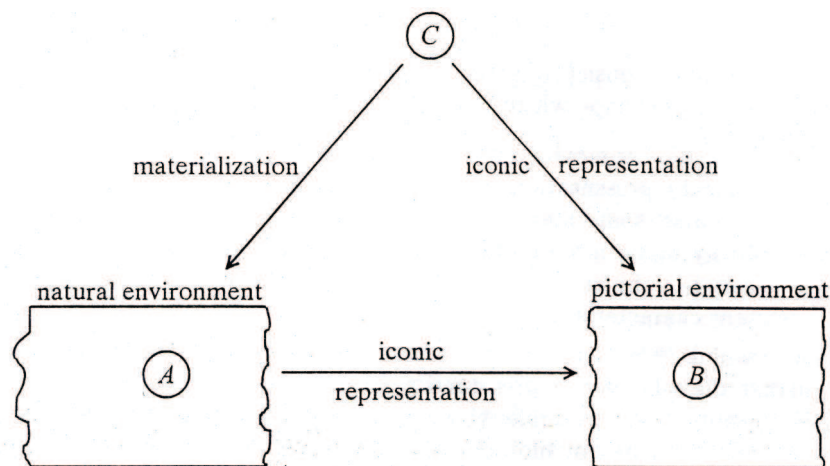 C
materialization
iconic representation
natural environment
pictorial environment
A
iconic
representation
B